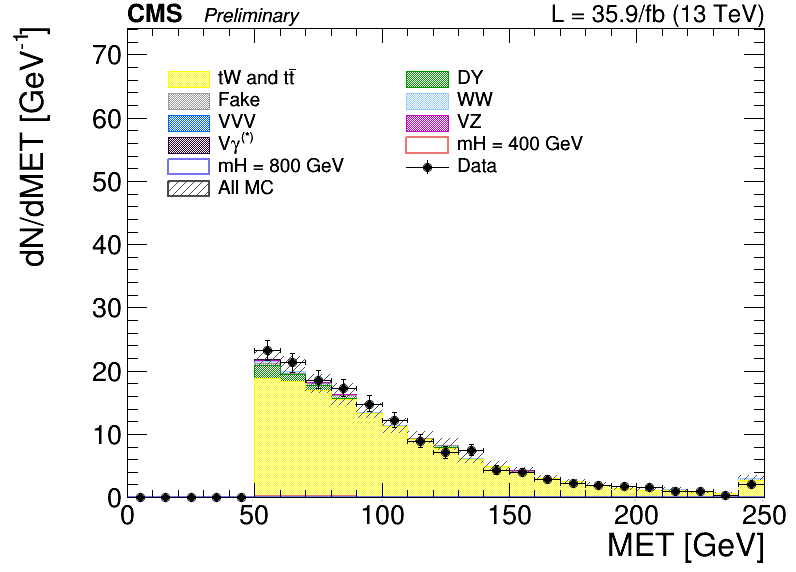 CMS Preliminary L = 35.9/fb (13 TeV)
dN/dMET [GeV⁻¹]
70
60
50
40
30
20
10
0
tW and tt̄ DY
Fake WW
VVV VZ
Vγ⁽*⁾ mH = 400 GeV
mH = 800 GeV Data
All MC
0 50 100 150 200 250
MET [GeV]